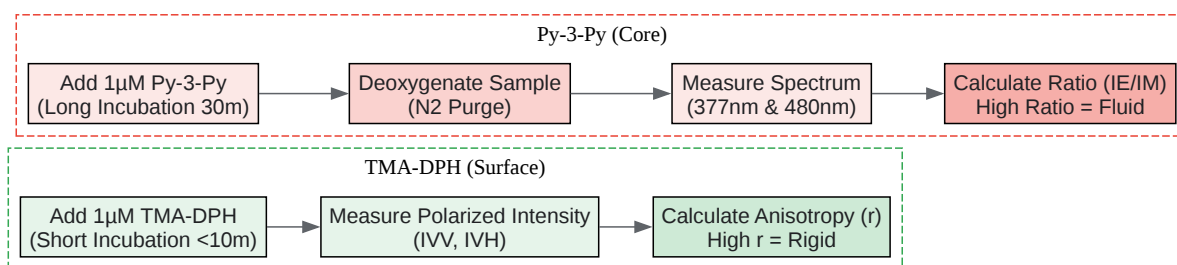 Py-3-Py (Core)
Add 1µM Py-3-Py
(Long Incubation 30m)
Deoxygenate Sample
(N2 Purge)
Measure Spectrum
(377nm & 480nm)
Calculate Ratio (IE/IM)
High Ratio = Fluid
TMA-DPH (Surface)
Add 1µM TMA-DPH
(Short Incubation <10m)
Measure Polarized Intensity
(IVV, IVH)
Calculate Anisotropy (r)
High r = Rigid